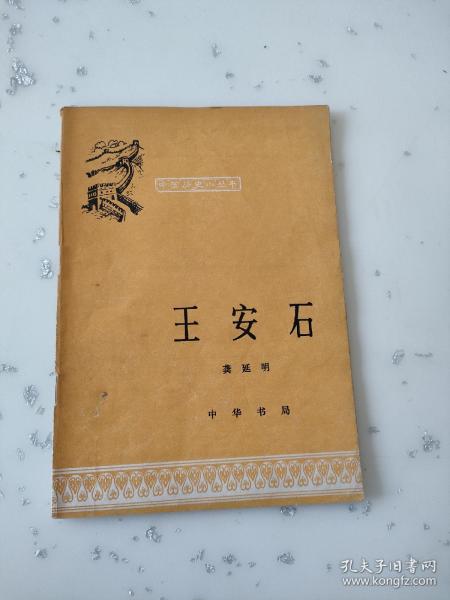 中国历史小丛书
王安石
龚延明
中华书局
孔夫子旧书网
www.kongfz.com